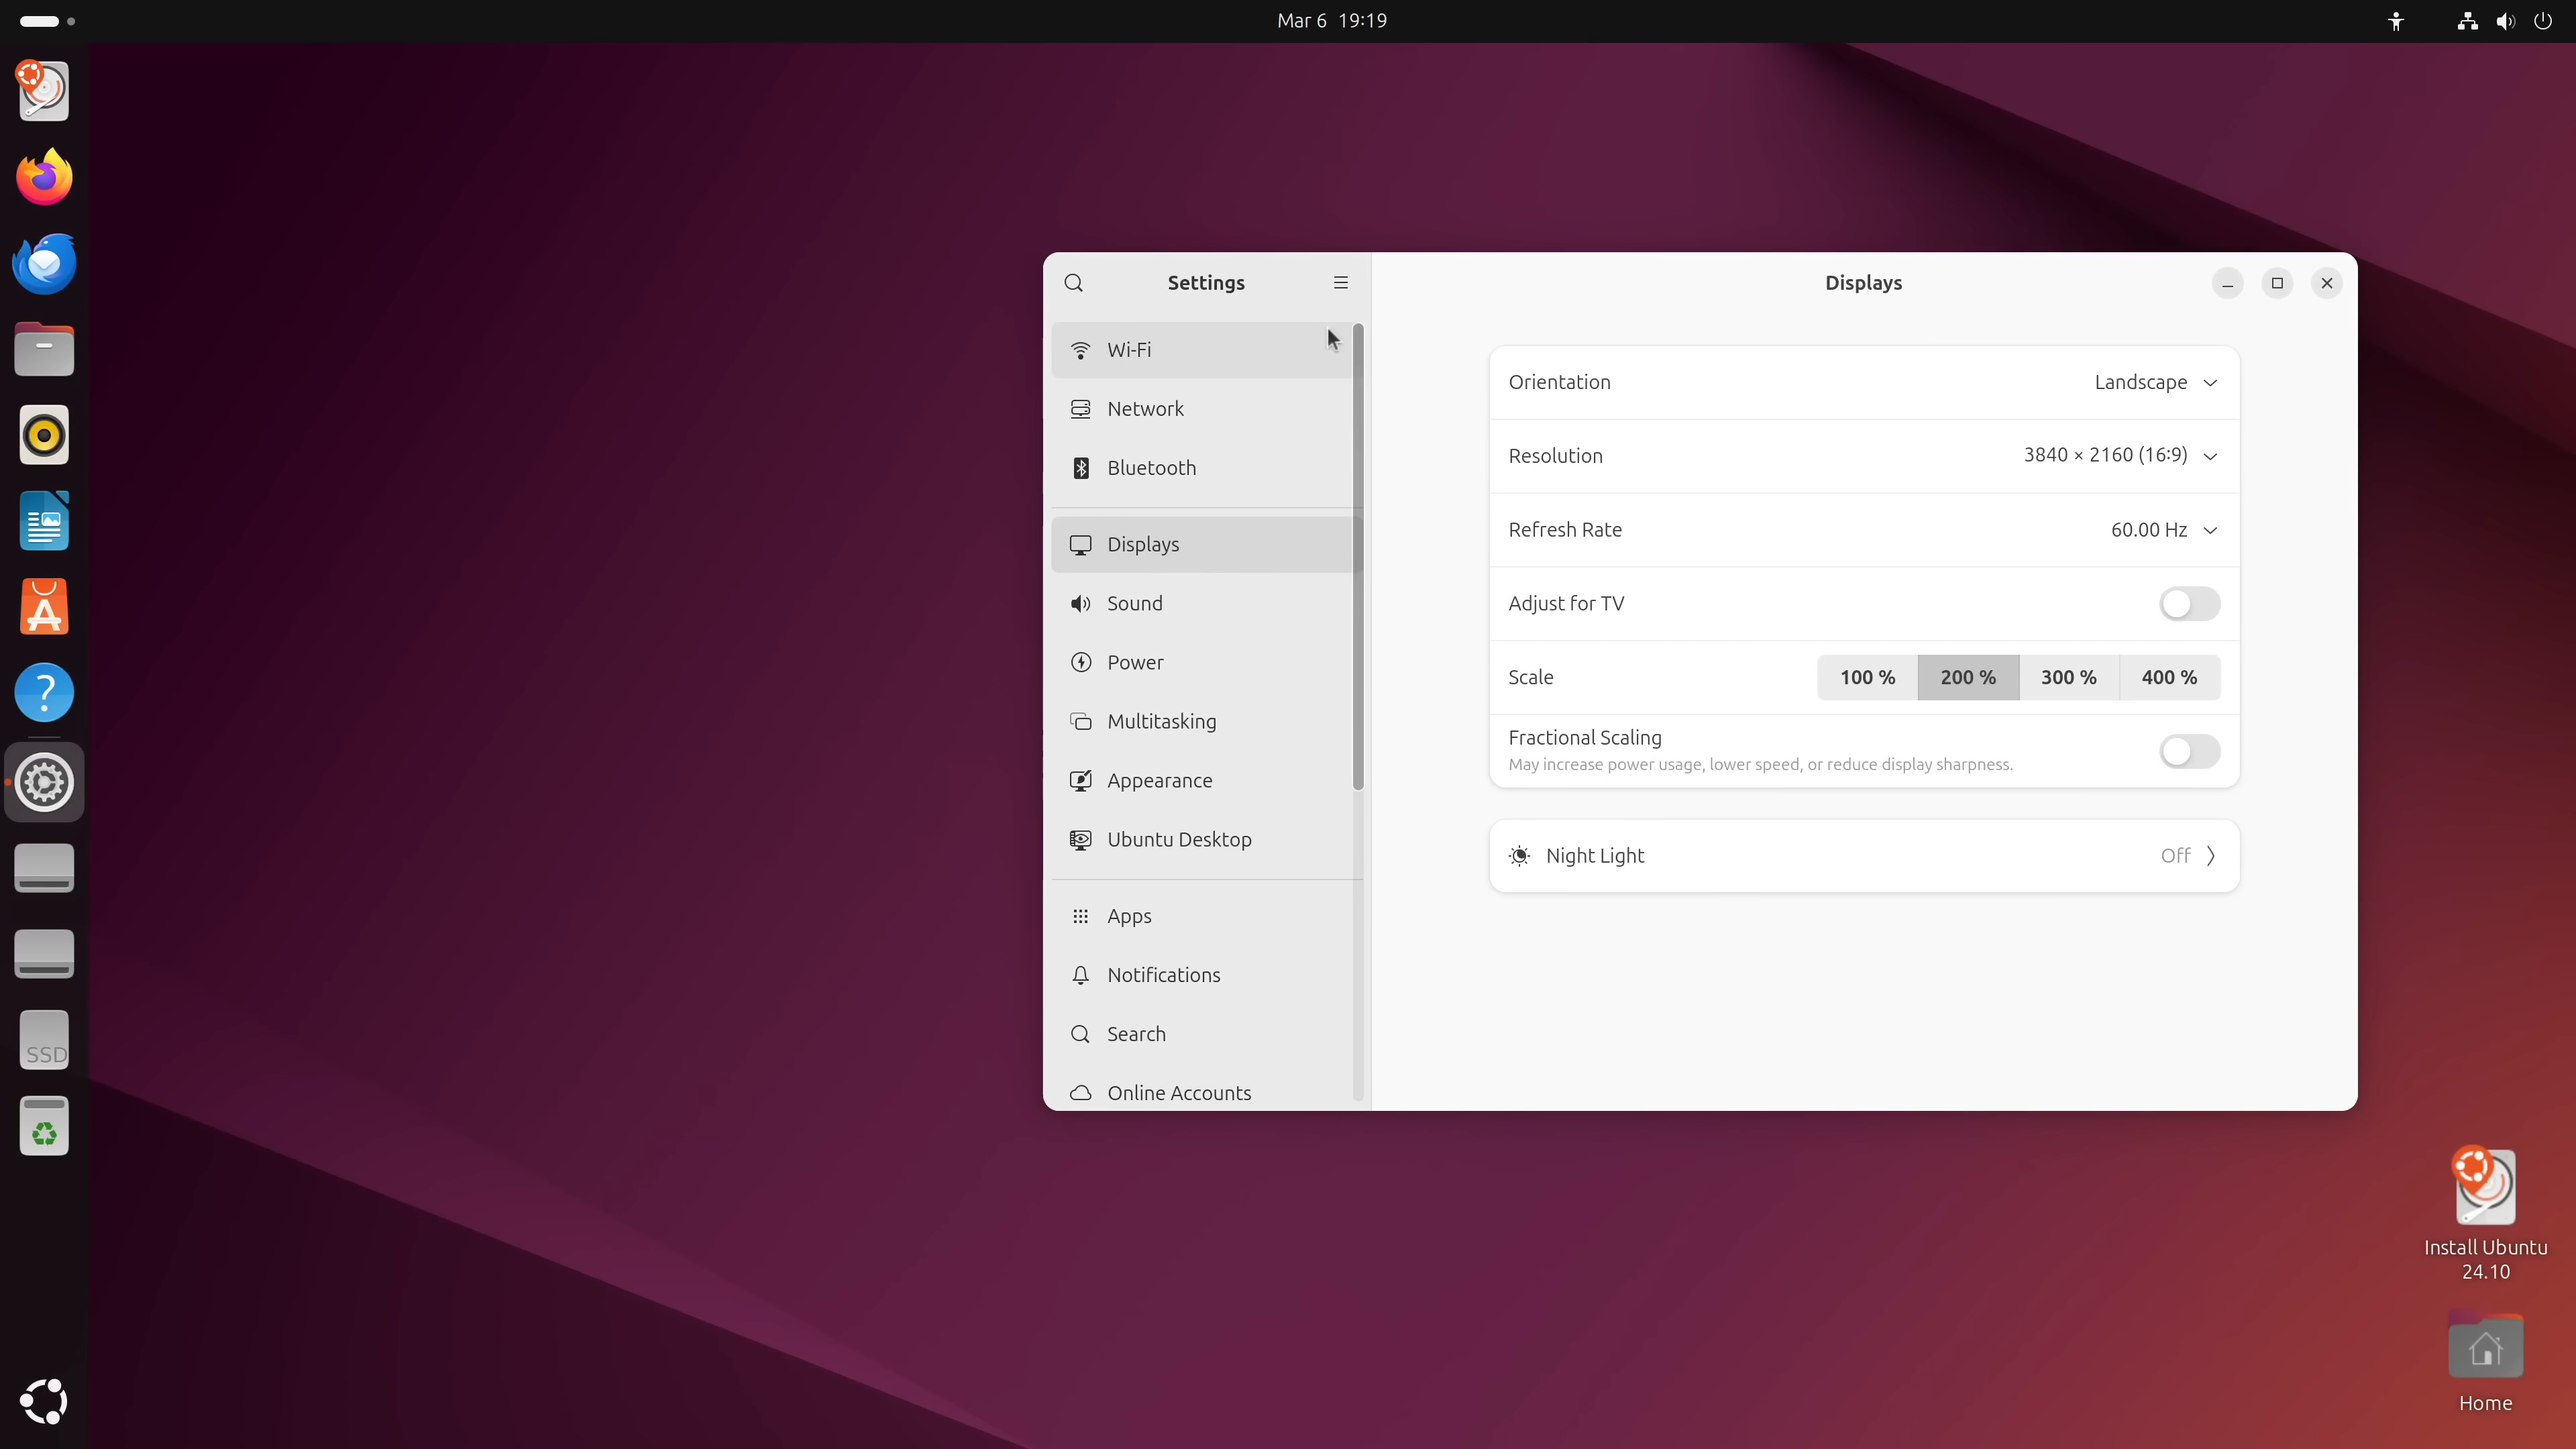 Mar 6 19:19
Settings
Displays
Wi-Fi
Network
Bluetooth
Displays
Sound
Power
Multitasking
Appearance
Ubuntu Desktop
Apps
Notifications
Search
Online Accounts
Orientation Landscape
Resolution 3840 × 2160 (16:9)
Refresh Rate 60.00 Hz
Adjust for TV
Scale 100 % 200 % 300 % 400 %
Fractional Scaling
May increase power usage, lower speed, or reduce display sharpness.
Night Light Off
SSD
Install Ubuntu
24.10
Home